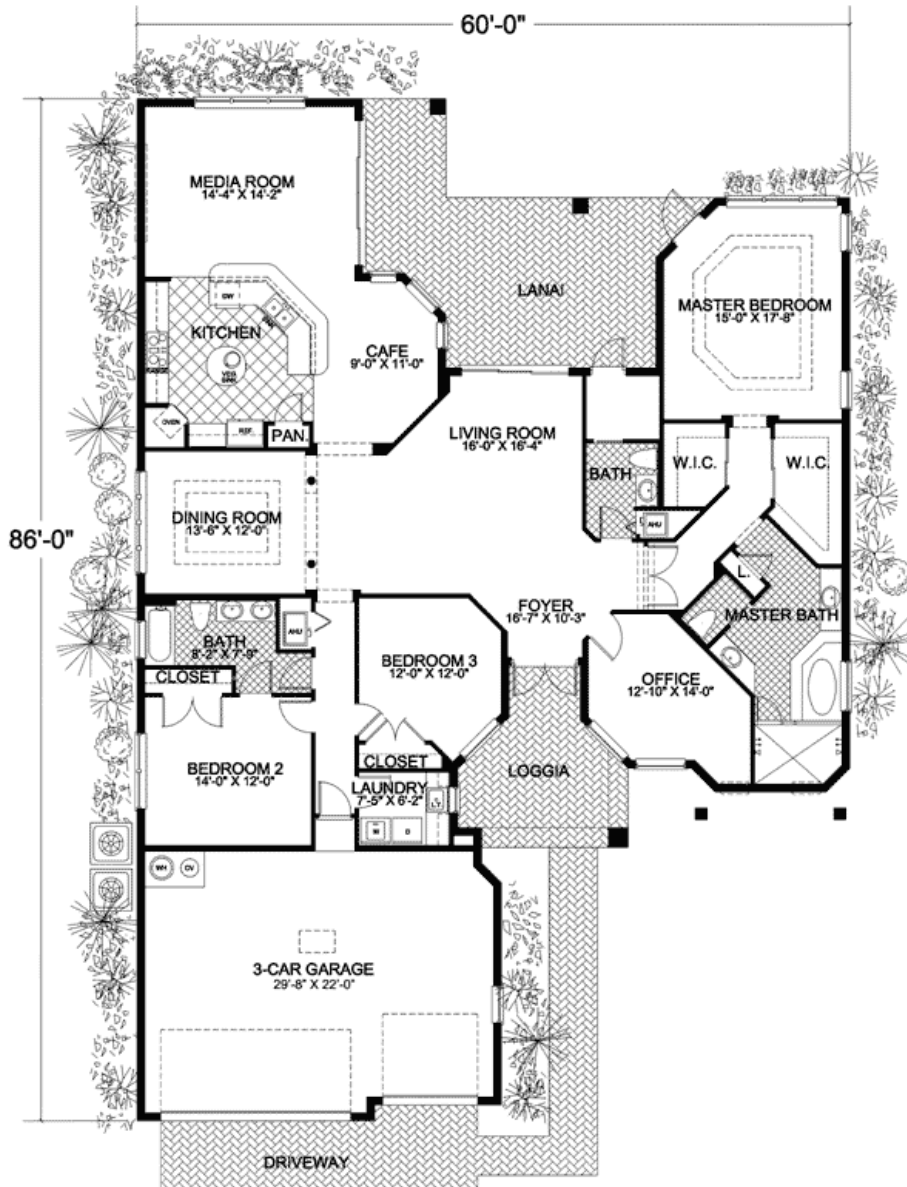 60'-0"
86'-0"
MEDIA ROOM
14'-4" X 14'-2"
LANAI
MASTER BEDROOM
15'-0" X 17'-8"
DW
KITCHEN
CAFE
9'-0" X 11'-0"
VEG
SINK
RANGE
OVEN
REF.
PAN.
LIVING ROOM
16'-0" X 16'-4"
BATH
W.I.C.
W.I.C.
DINING ROOM
13'-6" X 12'-0"
AHU
L.
FOYER
16'-7" X 10'-3"
MASTER BATH
BATH
8'-2" X 7'-9"
AHU
CLOSET
BEDROOM 3
12'-0" X 12'-0"
OFFICE
12'-10" X 14'-0"
CLOSET
BEDROOM 2
14'-0" X 12'-0"
LAUNDRY
7'-5" X 6'-2"
LOGGIA
W
D
WH
CV
3-CAR GARAGE
29'-8" X 22'-0"
DRIVEWAY